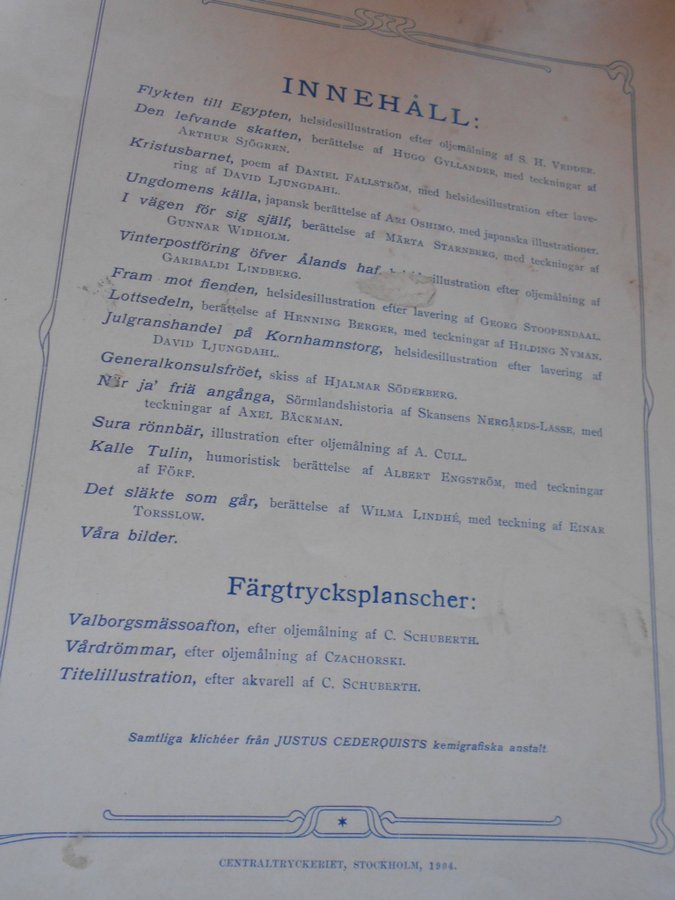 INNEHÅLL:
Flykten till Egypten, helsidesillustration efter oljemålning af S. H. Vedder.
Den lefvande skatten, berättelse af Hugo Gyllander, med teckningar af
Arthur Sjögren.
Kristusbarnet, poem af Daniel Fallström, med helsidesillustration efter lave-
ring af David Ljungdahl.
Ungdomens källa, japansk berättelse af Ari Oshimo, med japanska illustrationer.
I vägen för sig själf, berättelse af Märta Starnberg, med teckningar af
Gunnar Widholm.
Vinterpostföring öfver Ålands haf, illustration efter oljemålning af
Garibaldi Lindberg.
Fram mot fienden, helsidesillustration efter lavering af Georg Stoopendaal.
Lottsedeln, berättelse af Henning Berger, med teckningar af Hilding Nyman.
Julgranshandel på Kornhamnstorg, helsidesillustration efter lavering af
David Ljungdahl.
Generalkonsulsfröet, skiss af Hjalmar Söderberg.
När ja' friä angånga, Sörmlandshistoria af Skansens Nergårds-Lasse, med
teckningar af Axel Bäckman.
Sura rönnbär, illustration efter oljemålning af A. Cull.
Kalle Tulin, humoristisk berättelse af Albert Engström, med teckningar
af Förf.
Det släkte som går, berättelse af Wilma Lindhé, med teckning af Einar
Torsslow.
Våra bilder.
Färgtrycksplanscher:
Valborgsmässoafton, efter oljemålning af C. Schuberth.
Vårdrömmar, efter oljemålning af Czachorski.
Titelillustration, efter akvarell af C. Schuberth.
Samtliga klichéer från JUSTUS CEDERQUISTS kemigrafiska anstalt.
CENTRALTRYCKERIET, STOCKHOLM, 1904.